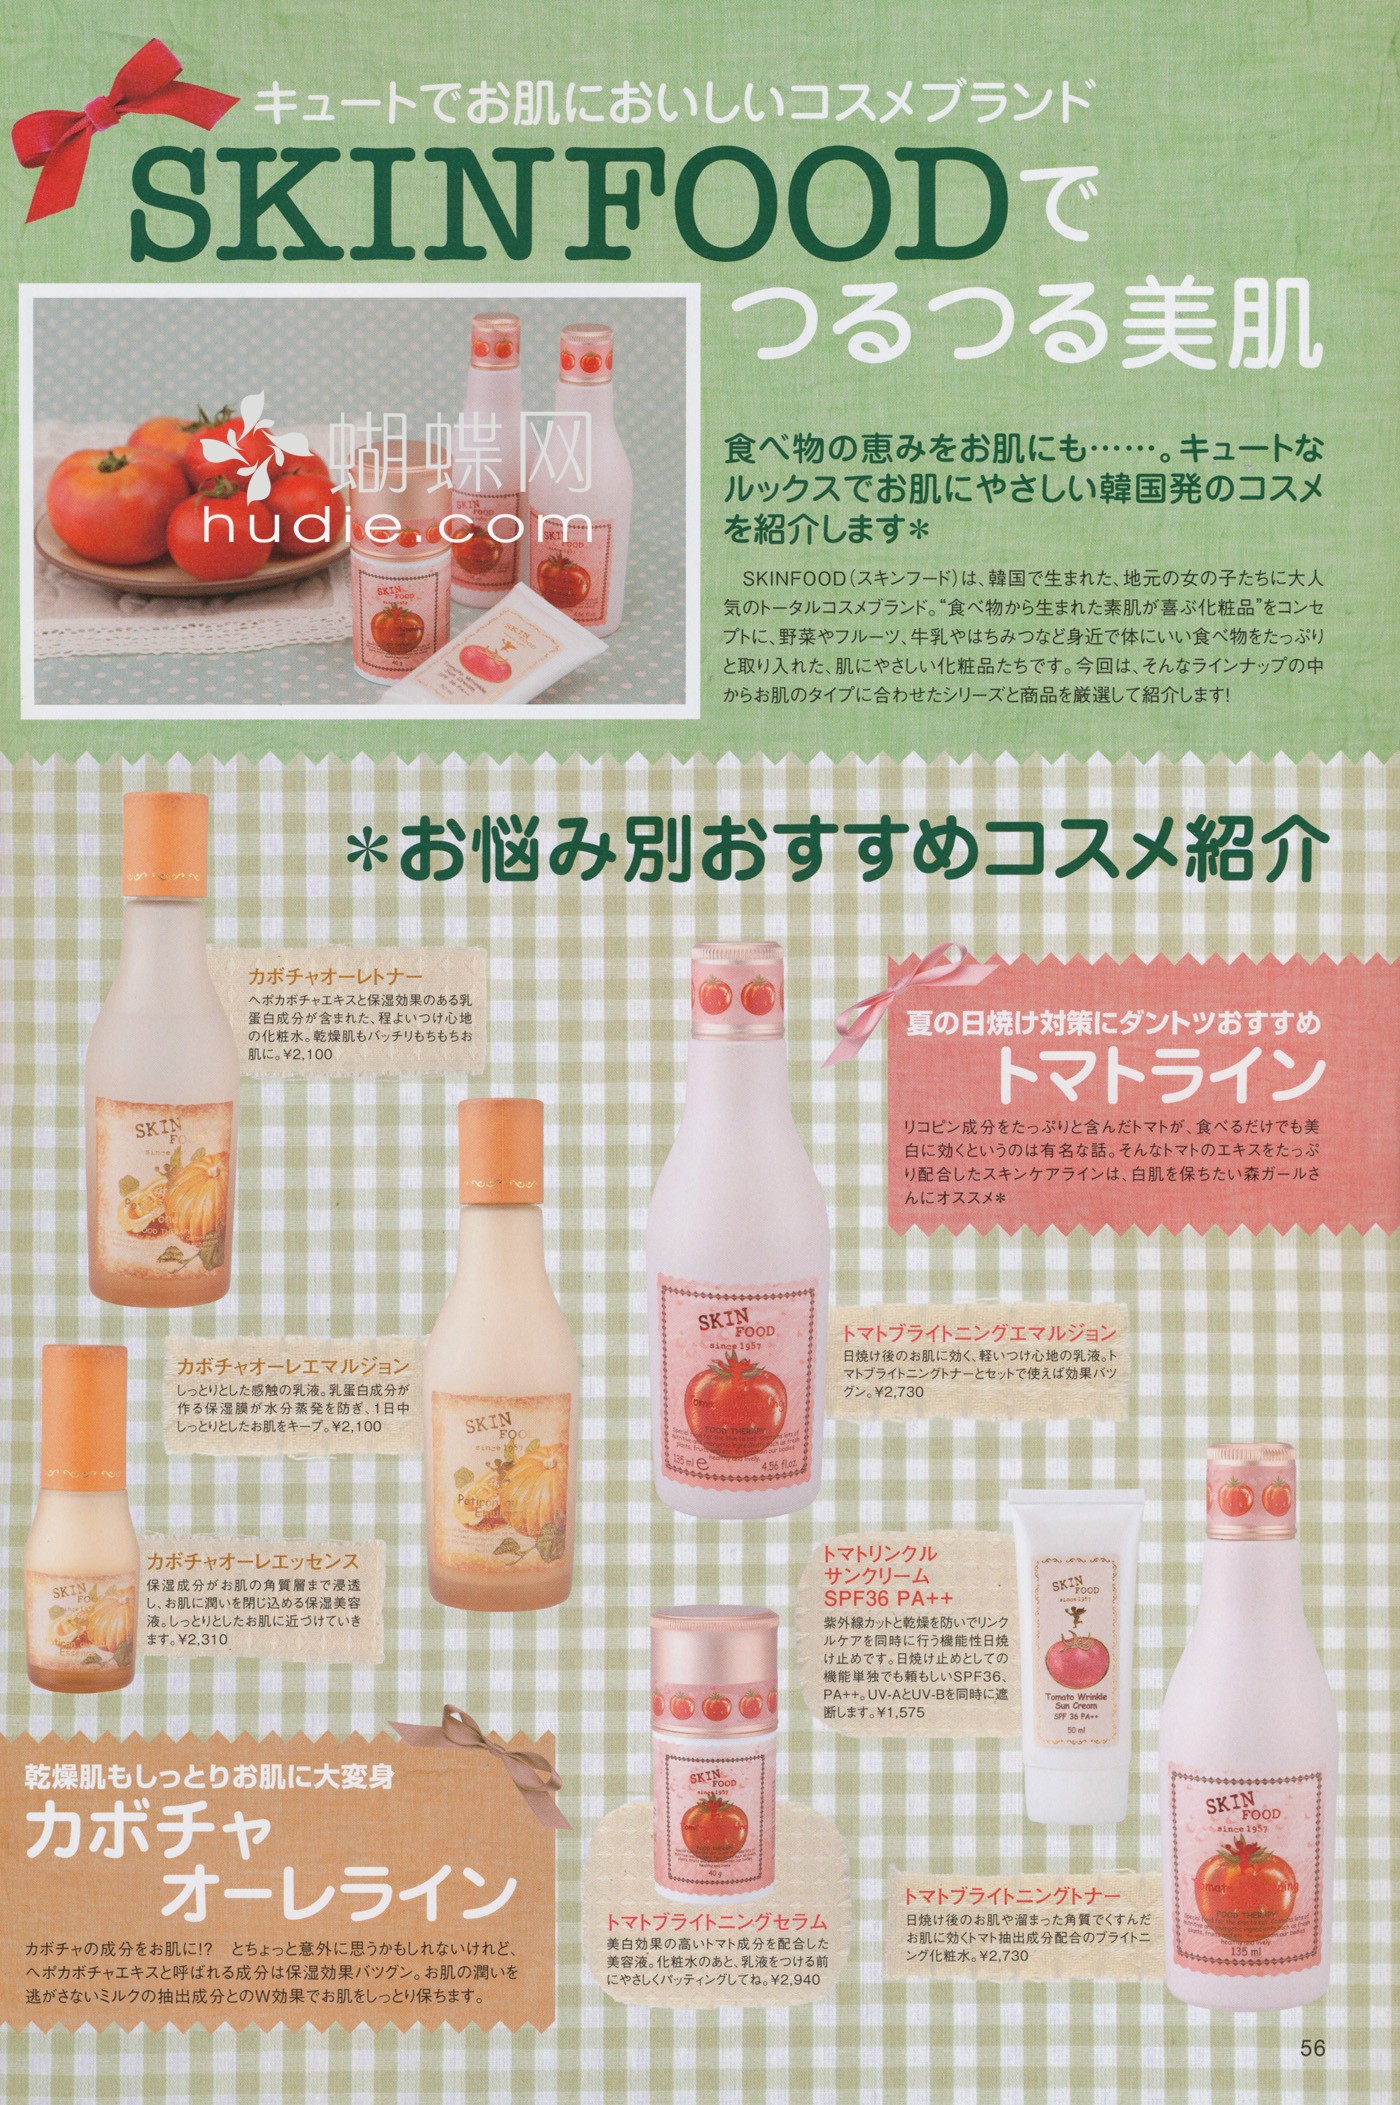 キュートでお肌においしいコスメブランド
SKINFOODで
つるつる美肌
蝴蝶网
hudie.com
食べ物の恵みをお肌にも……。キュートな
ルックスでお肌にやさしい韓国発のコスメ
を紹介します＊
SKINFOOD（スキンフード）は、韓国で生まれた、地元の女の子たちに大人
気のトータルコスメブランド。“食べ物から生まれた素肌が喜ぶ化粧品”をコンセ
プトに、野菜やフルーツ、牛乳やはちみつなど身近で体にいい食べ物をたっぷり
と取り入れた、肌にやさしい化粧品たちです。今回は、そんなラインナップの中
からお肌のタイプに合わせたシリーズと商品を厳選して紹介します！
＊お悩み別おすすめコスメ紹介
カボチャオーレトナー
ヘポカボチャエキスと保湿効果のある乳
蛋白成分が含まれた、程よいつけ心地
の化粧水。乾燥肌もバッチリもちもちお
肌に。¥2,100
SKIN
FO
since
カボチャオーレエマルジョン
しっとりとした感触の乳液。乳蛋白成分が
作る保湿膜が水分蒸発を防ぎ、1日中
しっとりとしたお肌をキープ。¥2,100
SKIN
FOO
since 1957
カボチャオーレエッセンス
保湿成分がお肌の角質層まで浸透
し、お肌に潤いを閉じ込める保湿美容
液。しっとりとしたお肌に近づけていき
ます。¥2,310
SKIN
乾燥肌もしっとりお肌に大変身
カボチャ
オーレライン
カボチャの成分をお肌に!?　とちょっと意外に思うかもしれないけれど、
ヘポカボチャエキスと呼ばれる成分は保湿効果バツグン。お肌の潤いを
逃がさないミルクの抽出成分とのW効果でお肌をしっとり保ちます。
夏の日焼け対策にダントツおすすめ
トマトライン
リコピン成分をたっぷりと含んだトマトが、食べるだけでも美
白に効くというのは有名な話。そんなトマトのエキスをたっぷ
り配合したスキンケアラインは、白肌を保ちたい森ガールさ
んにオススメ＊
SKIN
FOOD
since 1957
FOOD THERAPY
135 ml e 4.56 fl.oz.
トマトブライトニングエマルジョン
日焼け後のお肌に効く、軽いつけ心地の乳液。ト
マトブライトニングトナーとセットで使えば効果バツ
グン。¥2,730
トマトリンクル
サンクリーム
SPF36 PA++
紫外線カットと乾燥を防いでリンク
ルケアを同時に行う機能性日焼
け止めです。日焼け止めとしての
機能単独でも頼もしいSPF36、
PA++。UV-AとUV-Bを同時に遮
断します。¥1,575
SKIN
FOOD
since 1957
Tomato Wrinkle
Sun Cream
SPF 36 PA++
50 ml
SKIN
FOOD
since 1957
40 g
トマトブライトニングセラム
美白効果の高いトマト成分を配合した
美容液。化粧水のあと、乳液をつける前
にやさしくパッティングしてね。¥2,940
トマトブライトニングトナー
日焼け後のお肌や溜まった角質でくすんだ
お肌に効くトマト抽出成分配合のブライトニ
ング化粧水。¥2,730
SKIN
FOOD
since 1957
FOOD THERAPY
135 ml
56